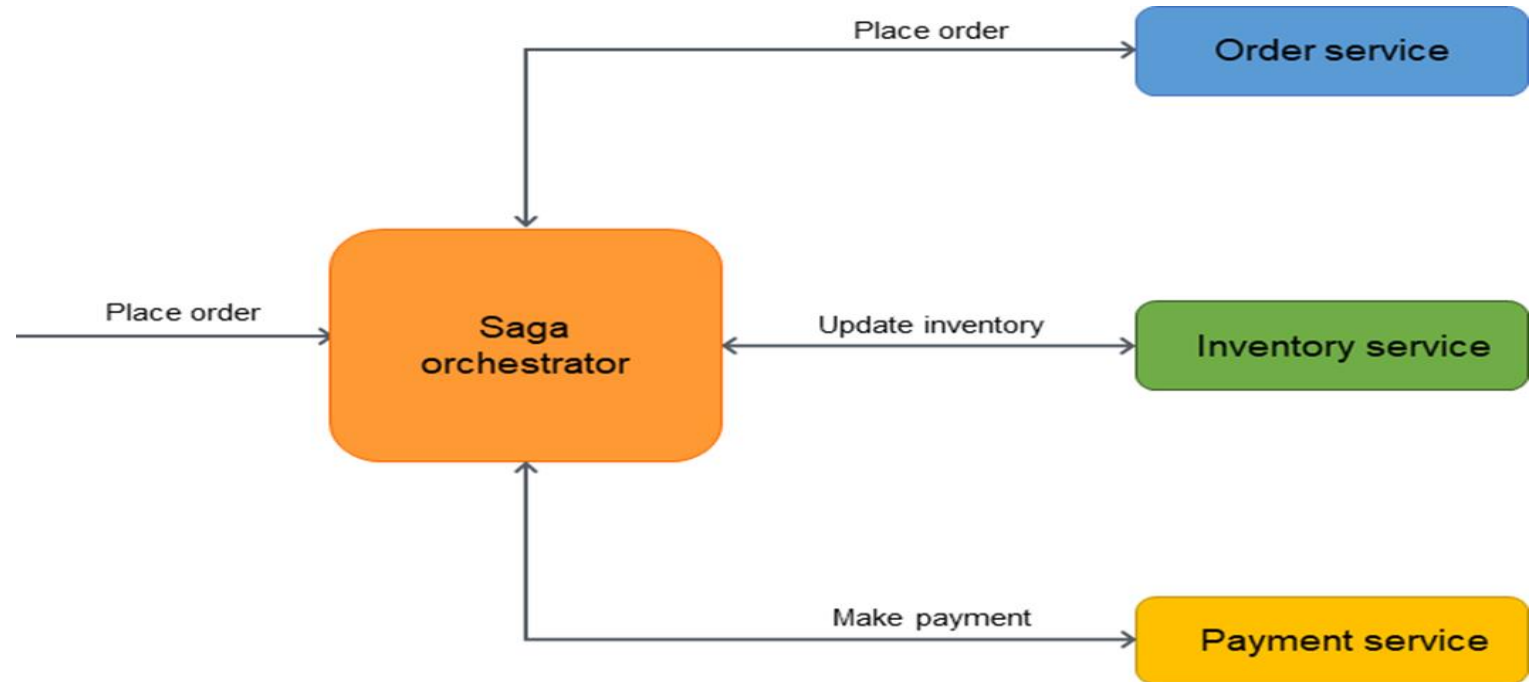 Place order
Order service
Place order
Saga
orchestrator
Update inventory
Inventory service
Make payment
Payment service